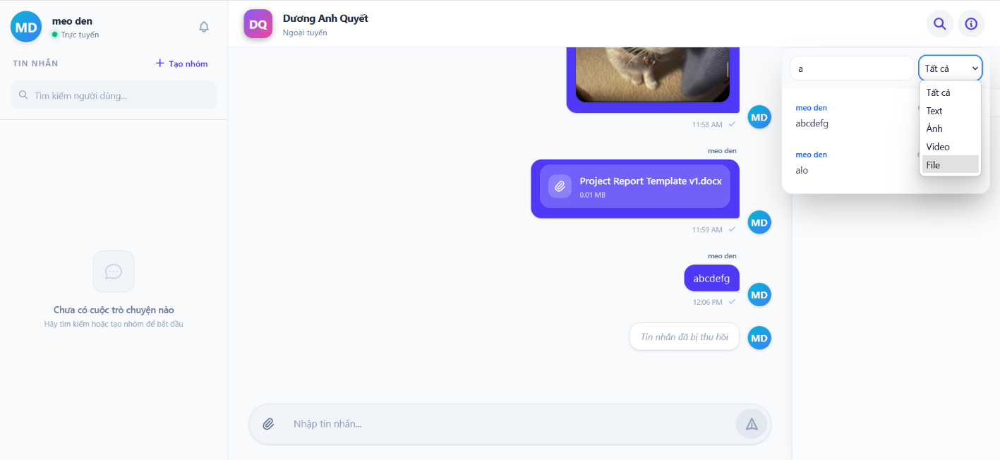 MD
meo den
Trực tuyến
TIN NHẮN
Tạo nhóm
Tìm kiếm người dùng...
Chưa có cuộc trò chuyện nào
Hãy tìm kiếm hoặc tạo nhóm để bắt đầu
DQ
Dương Anh Quyết
Ngoại tuyến
MD
11:58 AM
meo den
Project Report Template v1.docx
0.01 MB
MD
11:59 AM
meo den
abcdefg
MD
12:06 PM
Tin nhắn đã bị thu hồi
MD
Nhập tin nhắn...
a
Tất cả
Tất cả
Text
Ảnh
Video
File
meo den
abcdefg
meo den
alo